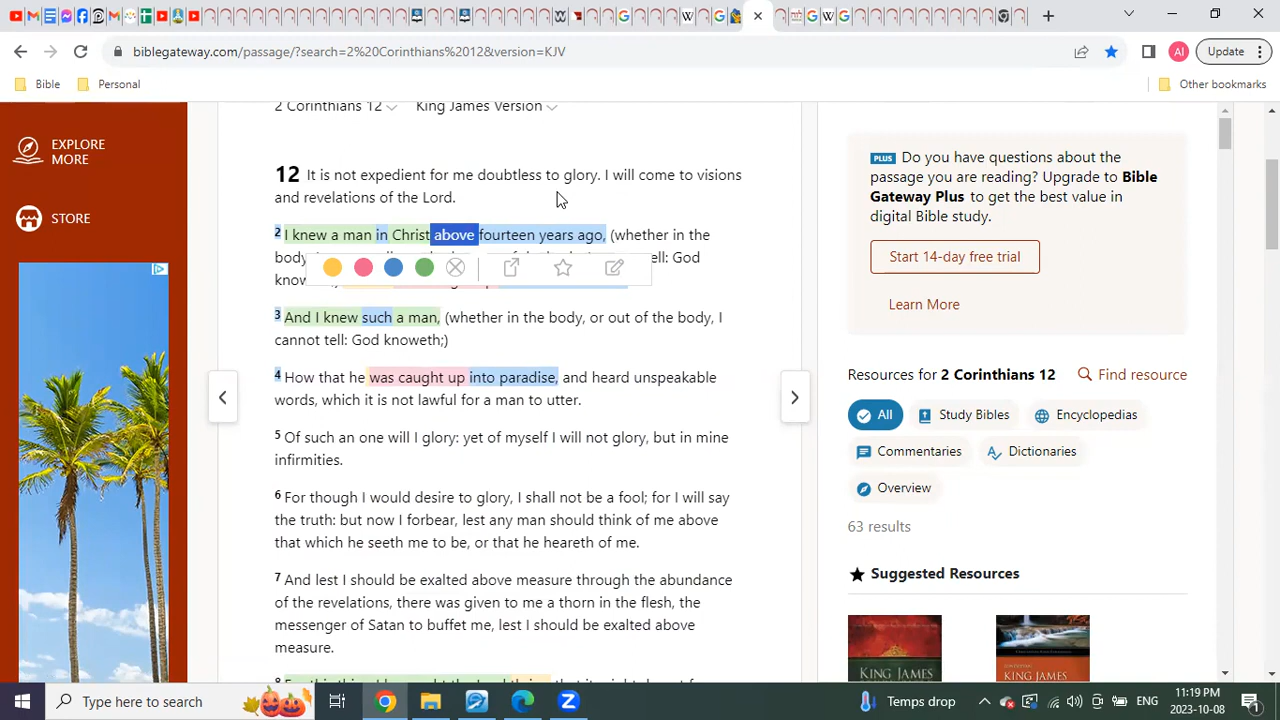 Update
biblegateway.com/passage/?search=2%20Corinthians%2012&version=KJV
Bible
Personal
Other bookmarks
EXPLORE
MORE
STORE
2 Corinthians 12
King James Version
12 It is not expedient for me doubtless to glory. I will come to visions
and revelations of the Lord.
2 I knew a man in Christ above fourteen years ago, (whether in the
tell: God
3 And I knew such a man, (whether in the body, or out of the body, I
cannot tell: God knoweth;)
4 How that he was caught up into paradise, and heard unspeakable
words, which it is not lawful for a man to utter.
5 Of such an one will I glory: yet of myself I will not glory, but in mine
infirmities.
6 For though I would desire to glory, I shall not be a fool; for I will say
the truth: but now I forbear, lest any man should think of me above
that which he seeth me to be, or that he heareth of me.
7 And lest I should be exalted above measure through the abundance
of the revelations, there was given to me a thorn in the flesh, the
messenger of Satan to buffet me, lest I should be exalted above
measure.
PLUS Do you have questions about the
passage you are reading? Upgrade to Bible
Gateway Plus to get the best value in
digital Bible study.
Start 14-day free trial
Learn More
Resources for 2 Corinthians 12
Find resource
All
Study Bibles
Encyclopedias
Commentaries
Dictionaries
Overview
63 results
Suggested Resources
KING JAMES
KING JAMES
Type here to search
Temps drop
ENG
11:19 PM
2023-10-08